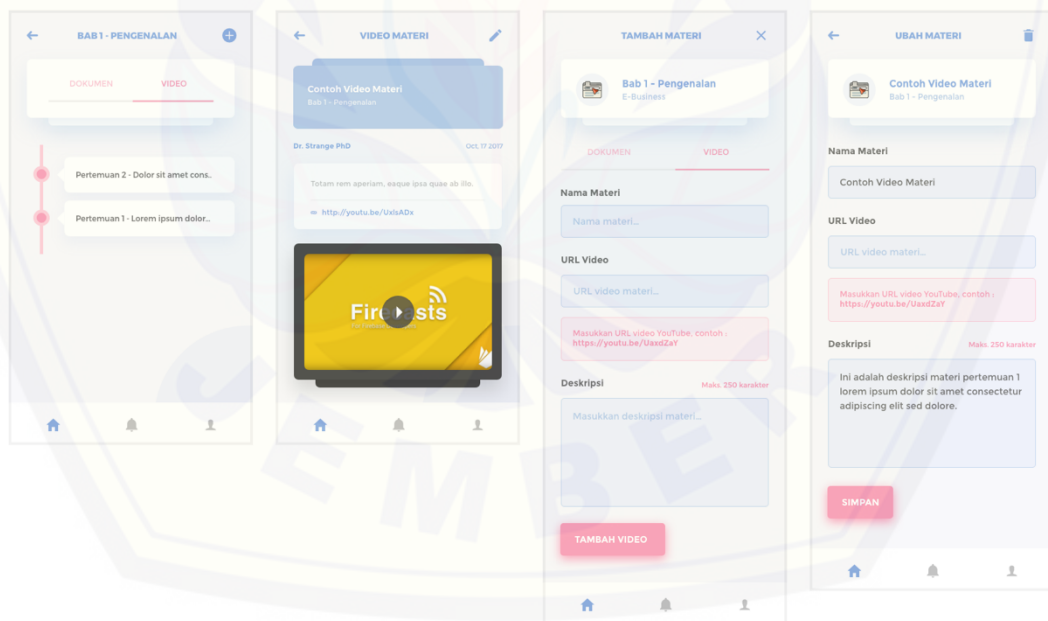 BAB 1 - PENGENALAN
DOKUMEN
VIDEO
Pertemuan 2 - Dolor sit amet cons..
Pertemuan 1 - Lorem ipsum dolor...
VIDEO MATERI
Contoh Video Materi
Bab 1 - Pengenalan
Dr. Strange PhD
Oct, 17 2017
Totam rem aperiam, eaque ipsa quae ab illo.
http://youtu.be/UxlsADx
Firecasts
TAMBAH MATERI
Bab 1 - Pengenalan
E-Business
DOKUMEN
VIDEO
Nama Materi
Nama materi...
URL Video
URL video materi...
Masukkan URL video YouTube, contoh :
https://youtu.be/UaxdZaY
Deskripsi
Maks. 250 karakter
Masukkan deskripsi materi...
TAMBAH VIDEO
UBAH MATERI
Contoh Video Materi
Bab 1 - Pengenalan
Nama Materi
Contoh Video Materi
URL Video
URL video materi...
Masukkan URL video YouTube, contoh :
https://youtu.be/UaxdZaY
Deskripsi
Maks. 250 karakter
Ini adalah deskripsi materi pertemuan 1
lorem ipsum dolor sit amet consectetur
adipiscing elit sed dolore.
SIMPAN
JEMBER